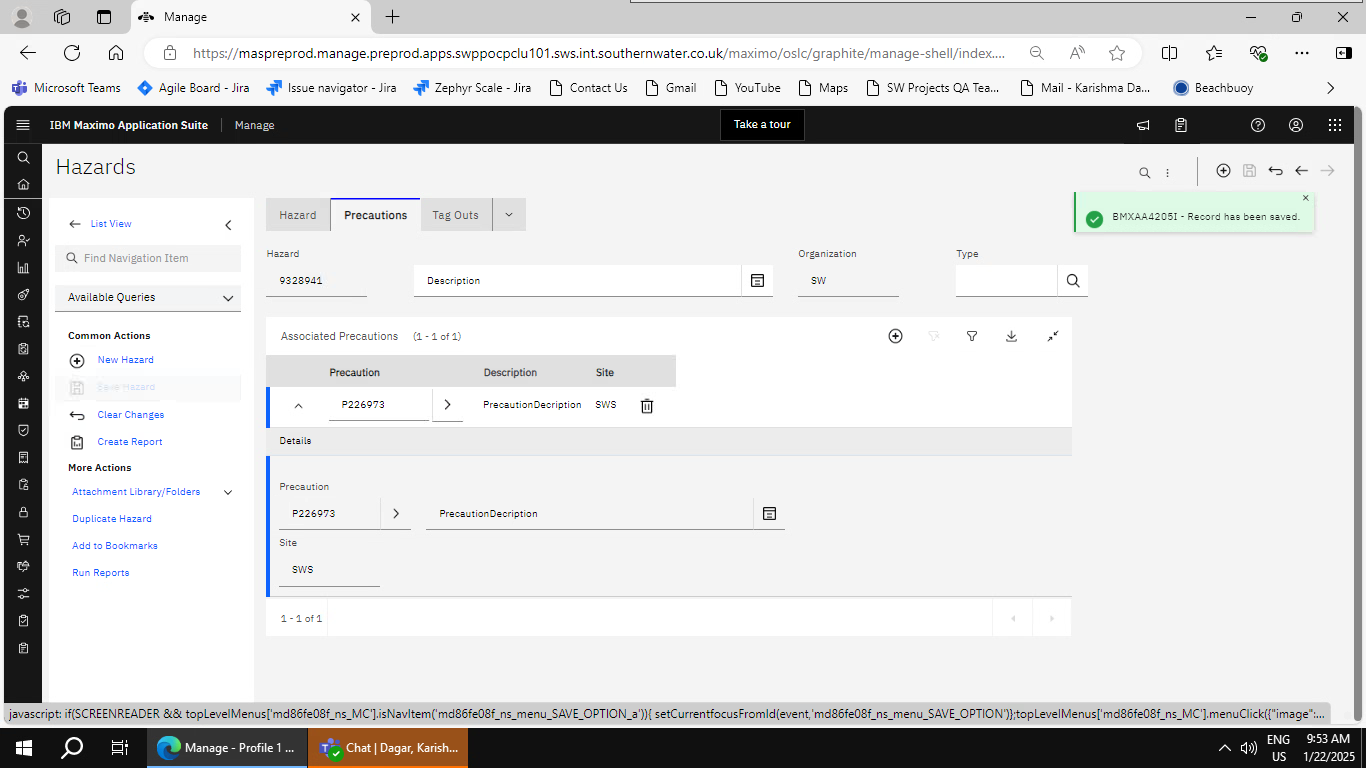 Manage
https://maspreprod.manage.preprod.apps.swppocpclu101.sws.int.southernwater.co.uk/maximo/oslc/graphite/manage-shell/index....
Microsoft Teams
Agile Board - Jira
Issue navigator - Jira
Zephyr Scale - Jira
Contact Us
Gmail
YouTube
Maps
SW Projects QA Tea...
Mail - Karishma Da...
Beachbuoy
IBM Maximo Application Suite
Manage
Take a tour
Hazards
BMXAA4205I - Record has been saved.
List View
Find Navigation Item
Available Queries
Common Actions
New Hazard
Save Hazard
Clear Changes
Create Report
More Actions
Attachment Library/Folders
Duplicate Hazard
Add to Bookmarks
Run Reports
Hazard
Precautions
Tag Outs
Hazard
Organization
Type
9328941
Description
SW
Associated Precautions (1 - 1 of 1)
Precaution Description Site
P226973 PrecautionDecription SWS
Details
Precaution
P226973 PrecautionDecription
Site
SWS
1 - 1 of 1
javascript: if(SCREENREADER && topLevelMenus['md86fe08f_ns_MC'].isNavItem('md86fe08f_ns_menu_SAVE_OPTION_a')){ setCurrentfocusFromId(event,'md86fe08f_ns_menu_SAVE_OPTION')};topLevelMenus['md86fe08f_ns_MC'].menuClick({"image":...
Manage - Profile 1 ...
Chat | Dagar, Karish...
ENG
US
9:53 AM
1/22/2025